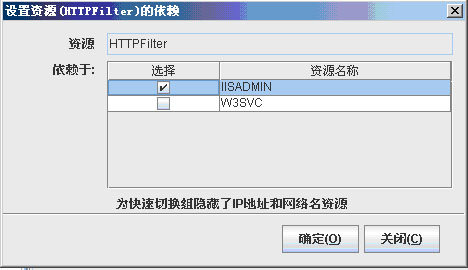 设置资源(HTTPFilter)的依赖
资源 HTTPFilter
依赖于: 选择 资源名称
IISADMIN
W3SVC
为快速切换组隐藏了IP地址和网络名资源
确定(O) 关闭(C)